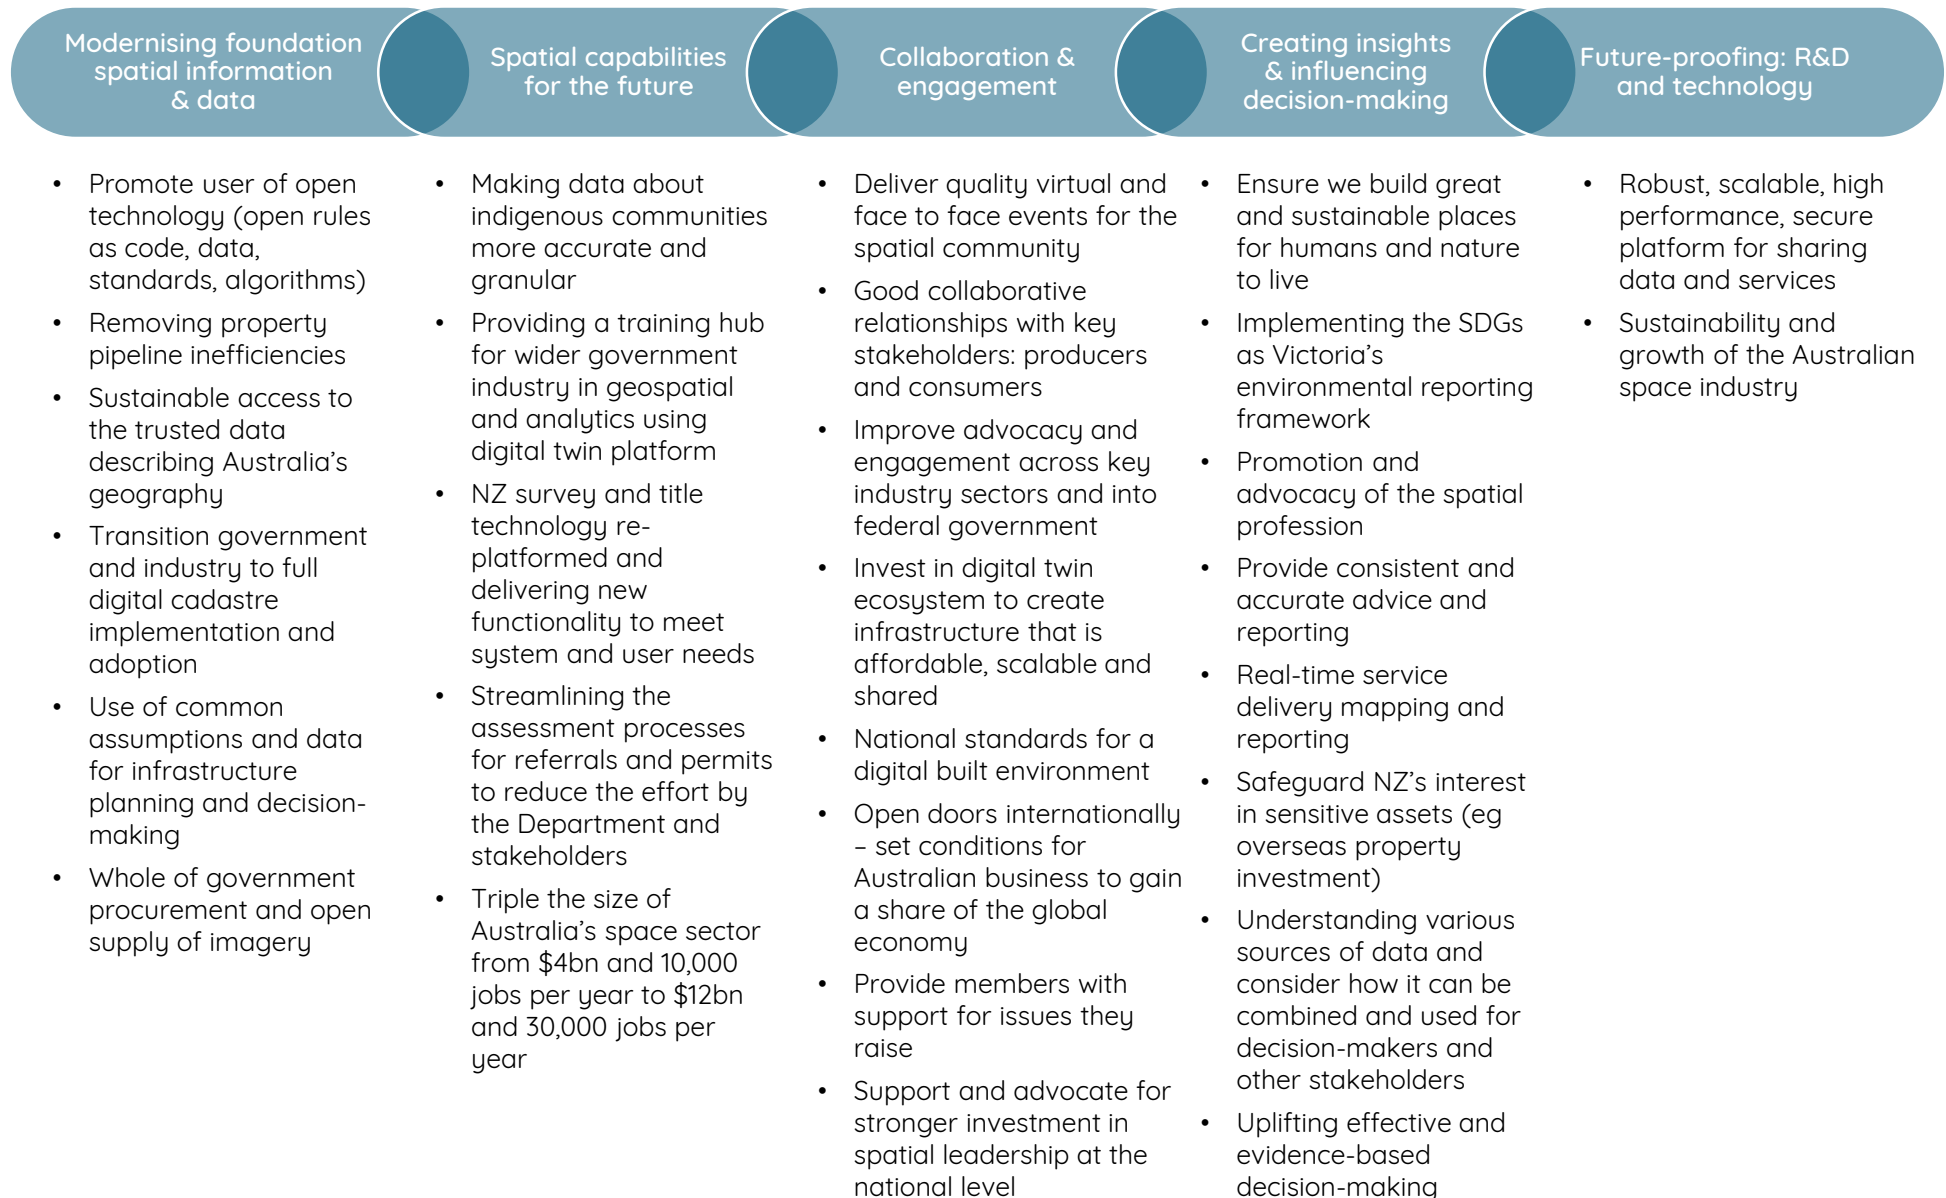 Modernising foundation
spatial information
& data
Spatial capabilities
for the future
Collaboration &
engagement
Creating insights
& influencing
decision-making
Future-proofing: R&D
and technology
• Promote user of open
technology (open rules
as code, data,
standards, algorithms)
• Removing property
pipeline inefficiencies
• Sustainable access to
the trusted data
describing Australia’s
geography
• Transition government
and industry to full
digital cadastre
implementation and
adoption
• Use of common
assumptions and data
for infrastructure
planning and decision-
making
• Whole of government
procurement and open
supply of imagery
• Making data about
indigenous communities
more accurate and
granular
• Providing a training hub
for wider government
industry in geospatial
and analytics using
digital twin platform
• NZ survey and title
technology re-
platformed and
delivering new
functionality to meet
system and user needs
• Streamlining the
assessment processes
for referrals and permits
to reduce the effort by
the Department and
stakeholders
• Triple the size of
Australia’s space sector
from $4bn and 10,000
jobs per year to $12bn
and 30,000 jobs per
year
• Deliver quality virtual and
face to face events for the
spatial community
• Good collaborative
relationships with key
stakeholders: producers
and consumers
• Improve advocacy and
engagement across key
industry sectors and into
federal government
• Invest in digital twin
ecosystem to create
infrastructure that is
affordable, scalable and
shared
• National standards for a
digital built environment
• Open doors internationally
– set conditions for
Australian business to gain
a share of the global
economy
• Provide members with
support for issues they
raise
• Support and advocate for
stronger investment in
spatial leadership at the
national level
• Ensure we build great
and sustainable places
for humans and nature
to live
• Implementing the SDGs
as Victoria’s
environmental reporting
framework
• Promotion and
advocacy of the spatial
profession
• Provide consistent and
accurate advice and
reporting
• Real-time service
delivery mapping and
reporting
• Safeguard NZ’s interest
in sensitive assets (eg
overseas property
investment)
• Understanding various
sources of data and
consider how it can be
combined and used for
decision-makers and
other stakeholders
• Uplifting effective and
evidence-based
decision-making
• Robust, scalable, high
performance, secure
platform for sharing
data and services
• Sustainability and
growth of the Australian
space industry